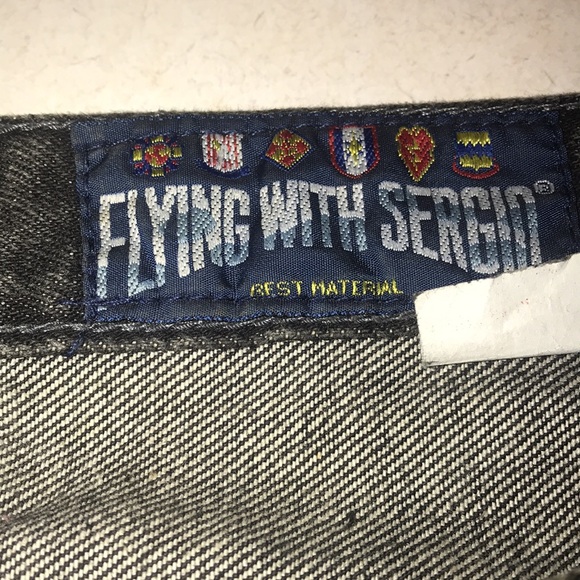 FLYING WITH SERGIO®
BEST MATERIAL